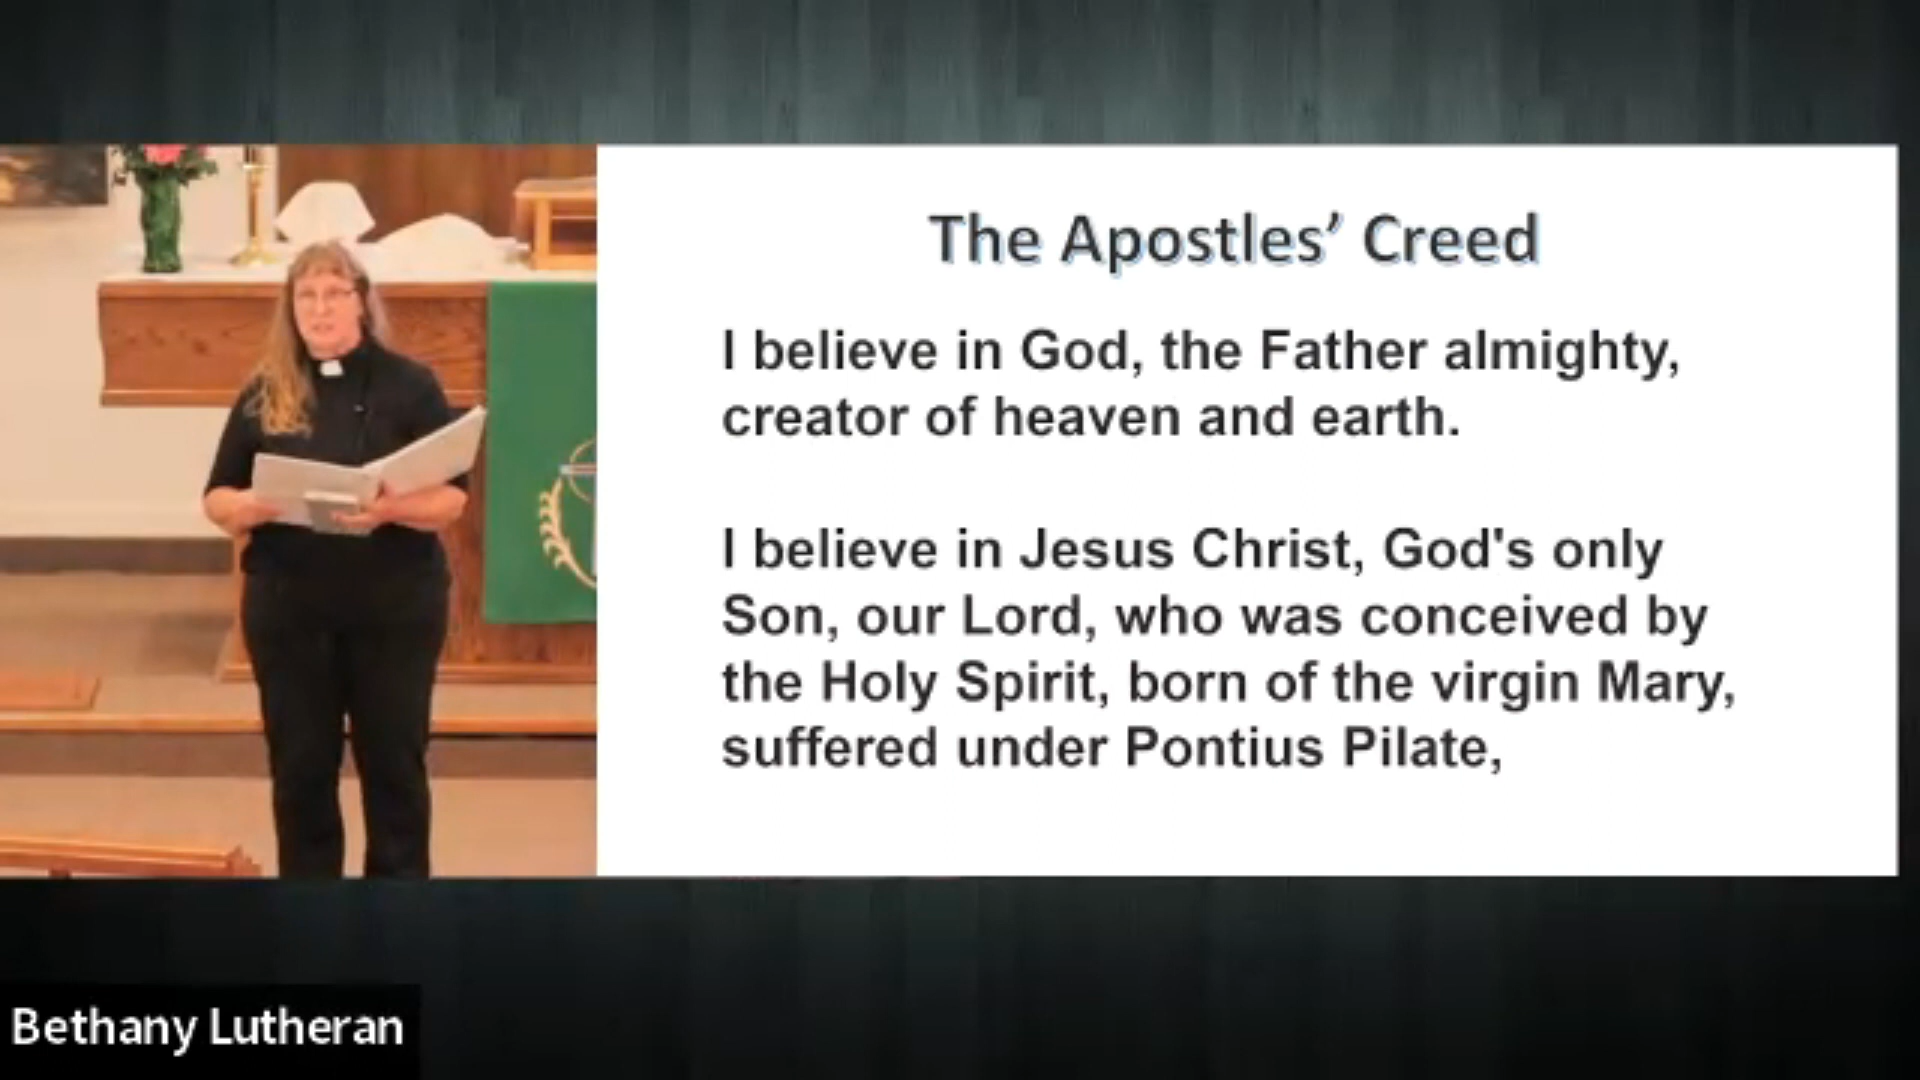 The Apostles’ Creed
I believe in God, the Father almighty,
creator of heaven and earth.
I believe in Jesus Christ, God's only
Son, our Lord, who was conceived by
the Holy Spirit, born of the virgin Mary,
suffered under Pontius Pilate,
Bethany Lutheran